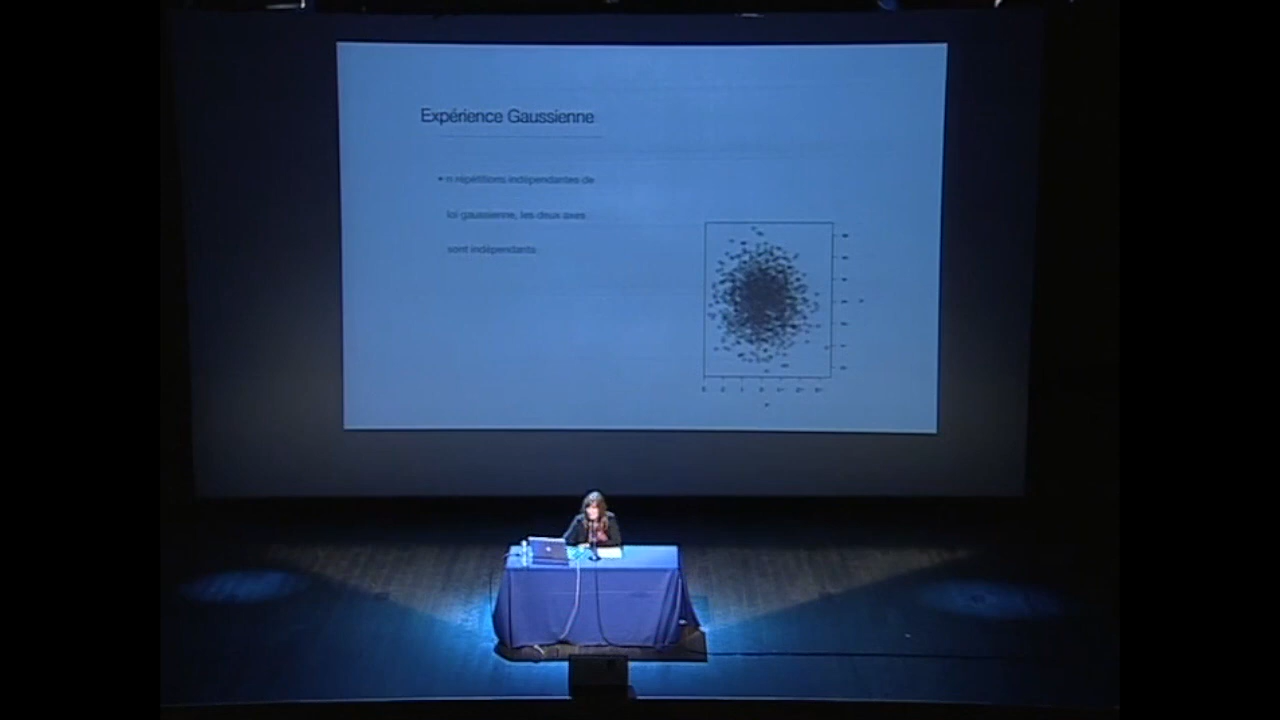 Expérience Gaussienne
• n répétitions indépendantes de
loi gaussienne, les deux axes
sont indépendants